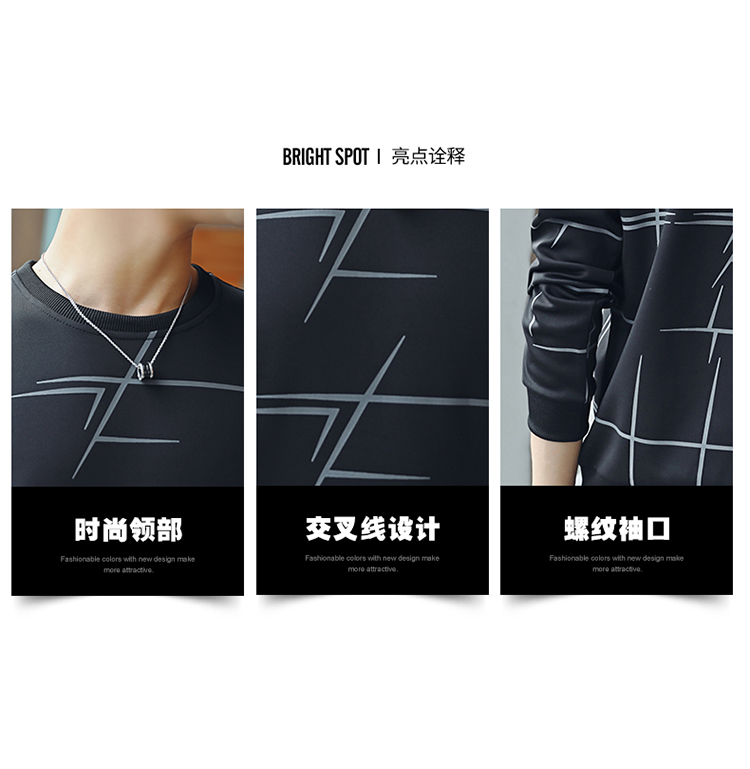 BRIGHT SPOT | 亮点诠释
时尚领部
Fashionable colors with new design make
more attractive.
交叉线设计
Fashionable colors with new design make
more attractive.
螺纹袖口
Fashionable colors with new design make
more attractive.